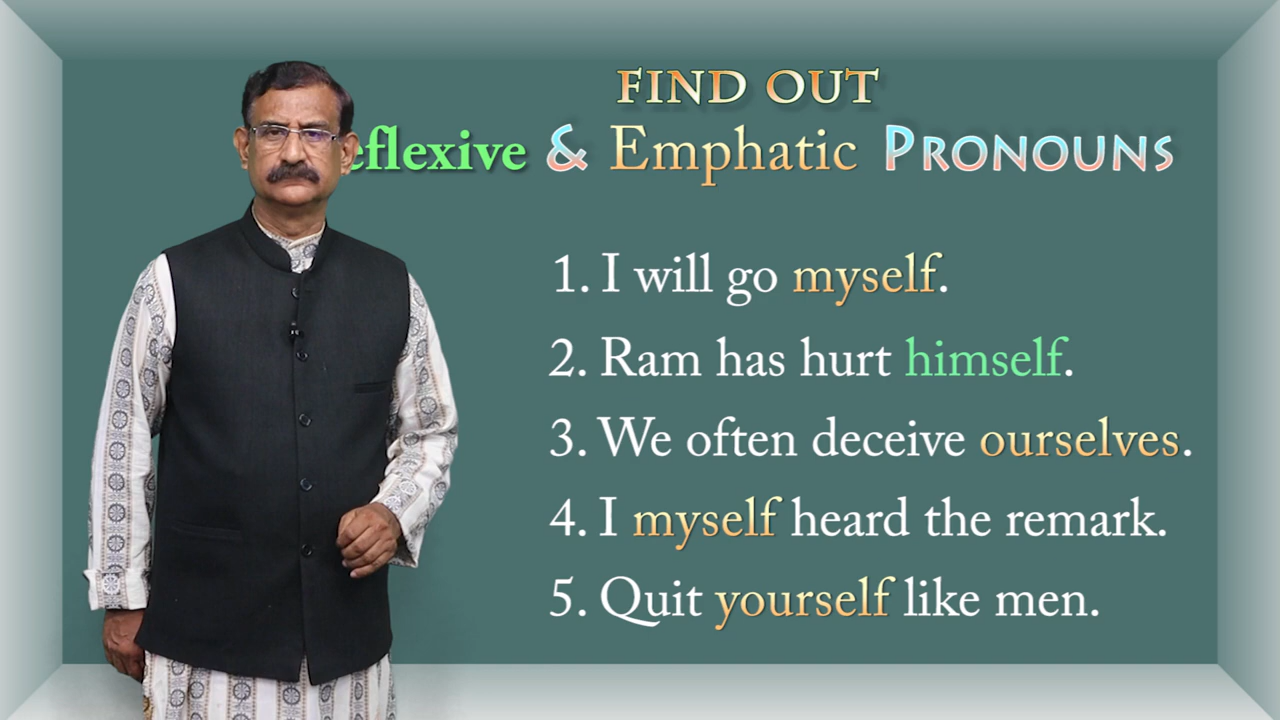 FIND OUT
eflexive & Emphatic PRONOUNS
1. I will go myself.
2. Ram has hurt himself.
3. We often deceive ourselves.
4. I myself heard the remark.
5. Quit yourself like men.